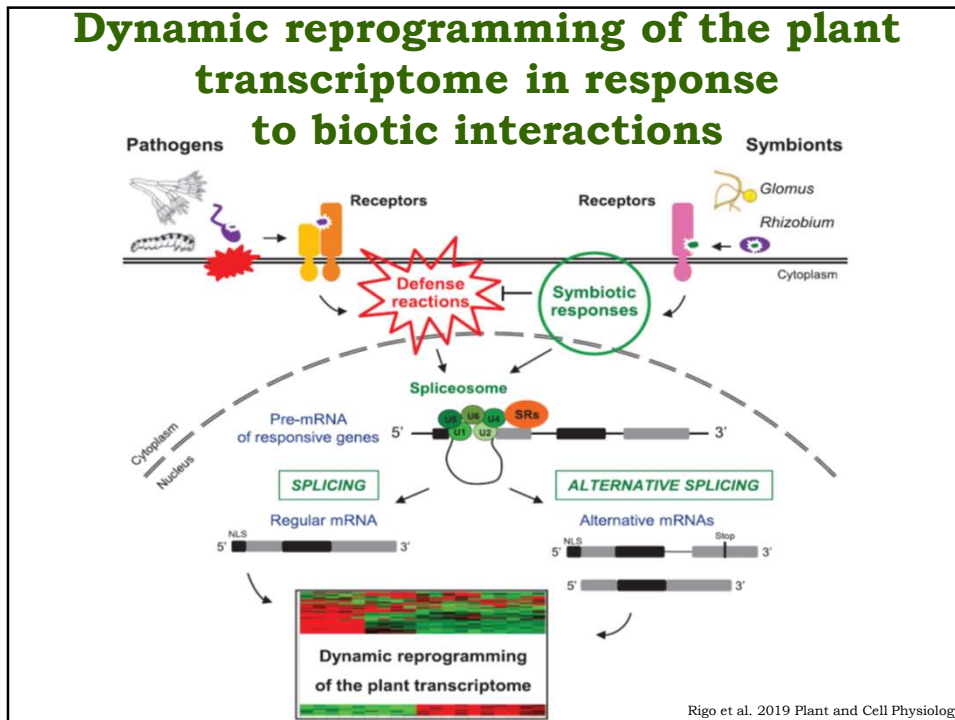 Dynamic reprogramming of the plant
transcriptome in response
to biotic interactions
Pathogens
Symbionts
Receptors
Receptors
Glomus
Rhizobium
Cytoplasm
Defense
reactions
Symbiotic
responses
Spliceosome
Pre-mRNA
of responsive genes
5'
U5
U6
U4
SRs
U1
U2
3'
Cytoplasm
Nucleus
SPLICING
ALTERNATIVE SPLICING
Regular mRNA
Alternative mRNAs
NLS
5'
3'
NLS
Stop
5'
3'
5'
3'
Dynamic reprogramming
of the plant transcriptome
Rigo et al. 2019 Plant and Cell Physiology